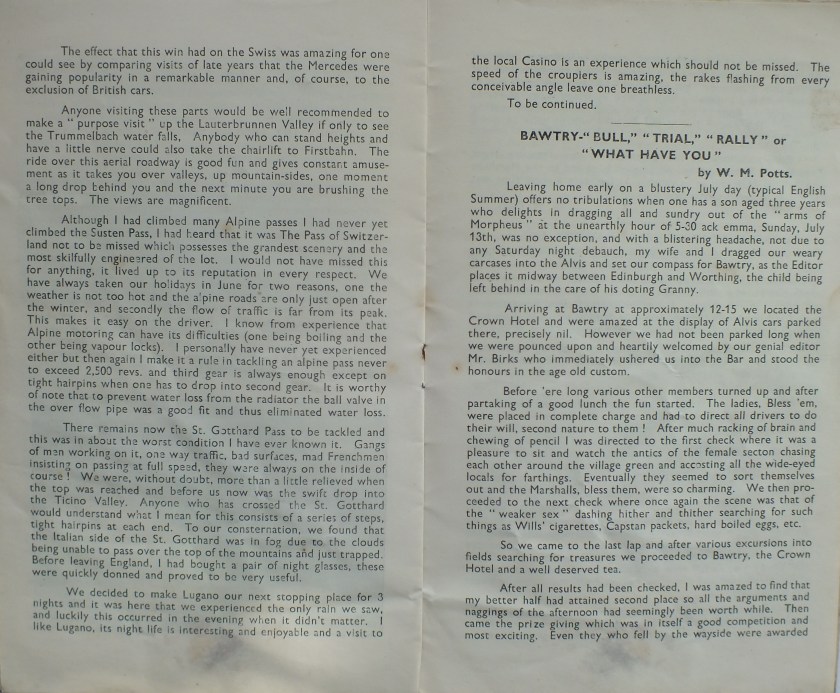 The effect that this win had on the Swiss was amazing for one
could see by comparing visits of late years that the Mercedes were
gaining popularity in a remarkable manner and, of course, to the
exclusion of British cars.
Anyone visiting these parts would be well recommended to
make a " purpose visit " up the Lauterbrunnen Valley if only to see
the Trummelbach water falls, Anybody who can stand heights and
have a little nerve could also take the chairlift to Firstbahn. The
ride over this aerial roadway is good fun and gives constant amuse-
ment as it takes you over valleys, up mountain-sides, one moment
a long drop behind you and the next minute you are brushing the
tree tops. The views are magnificent.
Although I had climbed many Alpine passes I had never yet
climbed the Susten Pass, I had heard that it was The Pass of Switzer-
land not to be missed which possesses the grandest scenery and the
most skilfully engineered of the lot. I would not have missed this
for anything, it lived up to its reputation in every respect. We
have always taken our holidays in June for two reasons, one the
weather is not too hot and the alpine roads are only just open after
the winter, and secondly the flow of traffic is far from its peak.
This makes it easy on the driver. I know from experience that
Alpine motoring can have its difficulties (one being boiling and the
other being vapour locks). I personally have never yet experienced
either but then again I make it a rule in tackling an alpine pass never
to exceed 2,500 revs. and third gear is always enough except on
tight hairpins when one has to drop into second gear. It is worthy
of note that to prevent water loss from the radiator the ball valve in
the over flow pipe was a good fit and thus eliminated water loss.
There remains now the St. Gotthard Pass to be tackled and
this was in about the worst condition I have ever known it. Gangs
of men working on it, one way traffic, bad surfaces, mad Frenchmen
insisting on passing at full speed, they were always on the inside of
course ! We were, without doubt, more than a little relieved when
the top was reached and before us now was the swift drop into
the Ticino Valley. Anyone who has crossed the St. Gotthard
would understand what I mean for this consists of a series of steps,
tight hairpins at each end. To our consternation, we found that
the Italian side of the St. Gotthard was in fog due to the clouds
being unable to pass over the top of the mountains and just trapped.
Before leaving England, I had bought a pair of night glasses, these
were quickly donned and proved to be very useful.
We decided to make Lugano our next stopping place for 3
nights and it was here that we experienced the only rain we saw,
and luckily this occurred in the evening when it didn't matter. I
like Lugano, its night life is interesting and enjoyable and a visit to
the local Casino is an experience which should not be missed. The
speed of the croupiers is amazing, the rakes flashing from every
conceivable angle leave one breathless.
To be continued.
BAWTRY-" BULL," " TRIAL," " RALLY " or
" WHAT HAVE YOU "
by W. M. Potts.
Leaving home early on a blustery July day (typical English
Summer) offers no tribulations when one has a son aged three years
who delights in dragging all and sundry out of the " arms of
Morpheus " at the unearthly hour of 5-30 ack emma, Sunday, July
13th, was no exception, and with a blistering headache, not due to
any Saturday night debauch, my wife and I dragged our weary
carcases into the Alvis and set our compass for Bawtry, as the Editor
places it midway between Edinburgh and Worthing, the child being
left behind in the care of his doting Granny.
Arriving at Bawtry at approximately 12-15 we located the
Crown Hotel and were amazed at the display of Alvis cars parked
there, precisely nil. However we had not been parked long when
we were pounced upon and heartily welcomed by our genial editor
Mr. Birks who immediately ushered us into the Bar and stood the
honours in the age old custom.
Before 'ere long various other members turned up and after
partaking of a good lunch the fun started. The ladies, Bless 'em,
were placed in complete charge and had to direct all drivers to do
their will, second nature to them ! After much racking of brain and
chewing of pencil I was directed to the first check where it was a
pleasure to sit and watch the antics of the female secton chasing
each other around the village green and accosting all the wide-eyed
locals for farthings. Eventually they seemed to sort themselves
out and the Marshalls, bless them, were so charming. We then pro-
ceeded to the next check where once again the scene was that of
the " weaker sex " dashing hither and thither searching for such
things as Wills' cigarettes, Capstan packets, hard boiled eggs, etc.
So we came to the last lap and after various excursions into
fields searching for treasures we proceeded to Bawtry, the Crown
Hotel and a well deserved tea.
After all results had been checked, I was amazed to find that
my better half had attained second place so all the arguments and
naggings of the afternoon had seemingly been worth while. Then
came the prize giving which was in itself a good competition and
most exciting. Even they who fell by the wayside were awarded